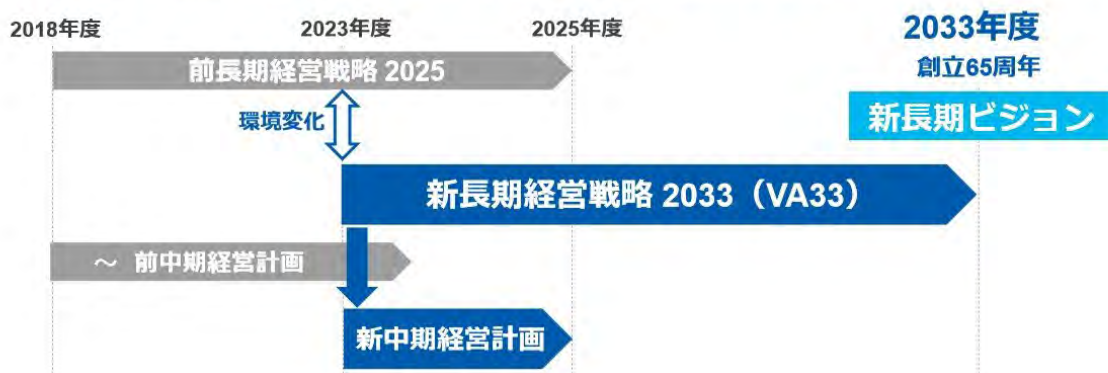 2018年度
2023年度
2025年度
2033年度
創立65周年
前長期経営戦略 2025
環境変化
新長期ビジョン
新長期経営戦略 2033（VA33）
～ 前中期経営計画
新中期経営計画